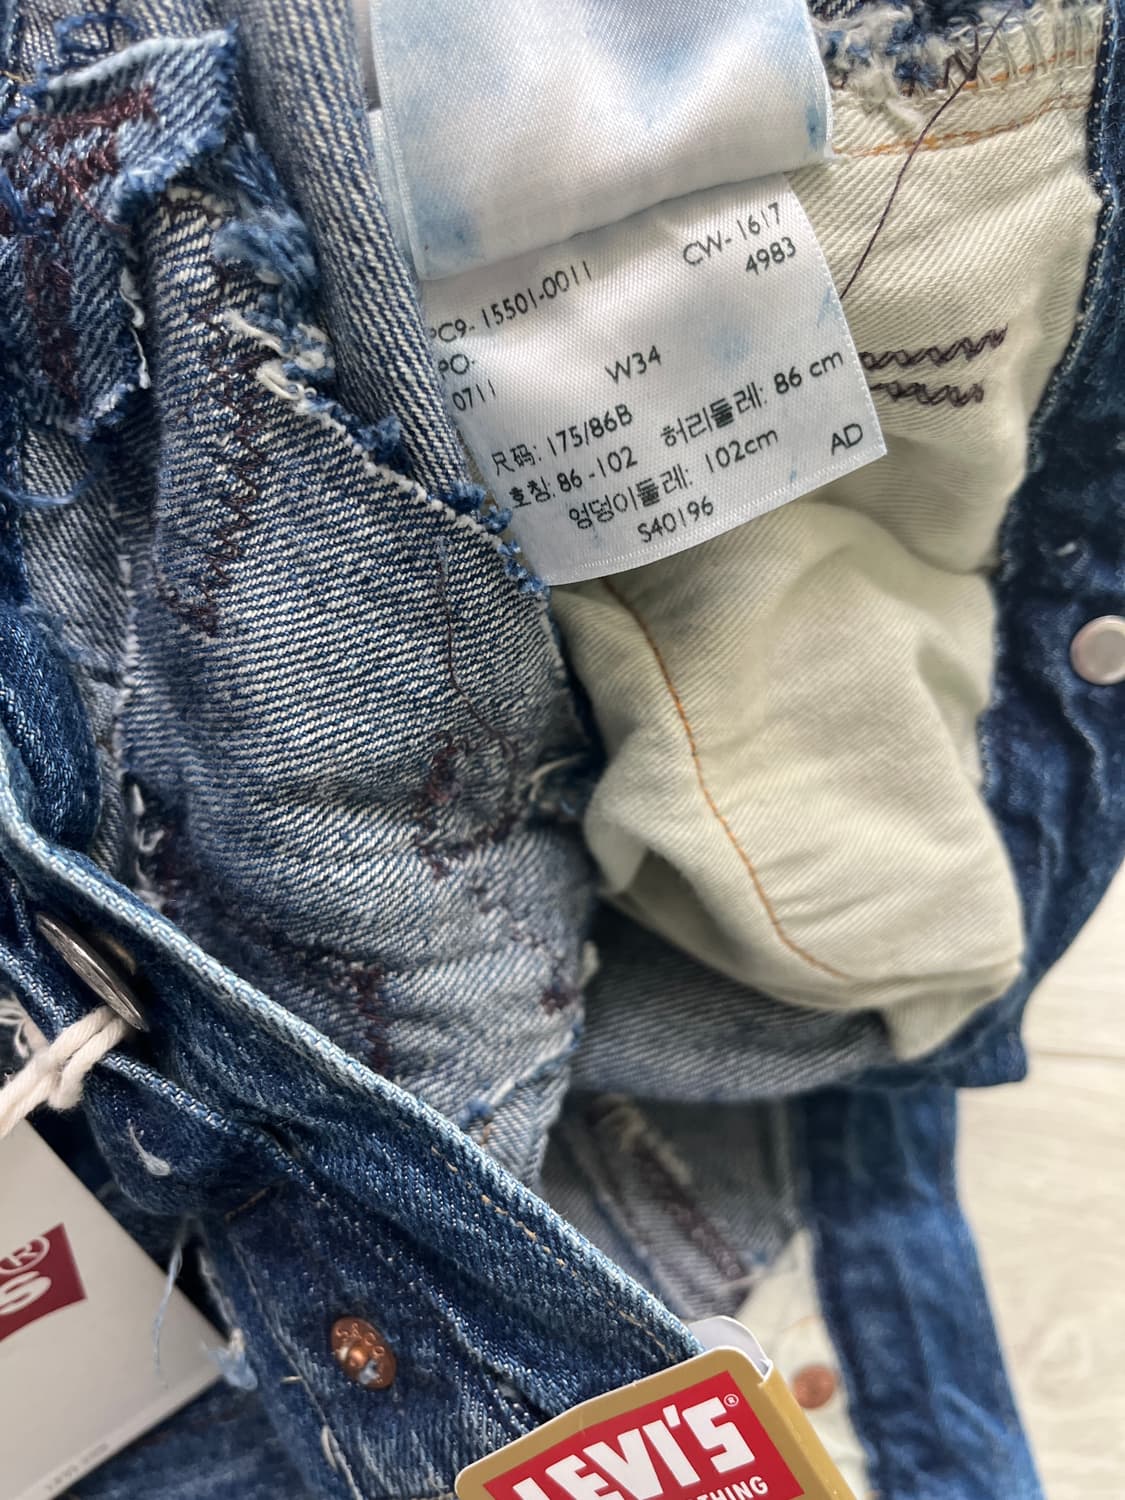 CW- 1617
4983
PC9- 15501-0011
PO-
0711
W34
尺码: 175/86B
허리둘레: 86 cm
호칭: 86 -102
엉덩이둘레: 102cm
AD
S40196
®
S
LEVI'S®
THING